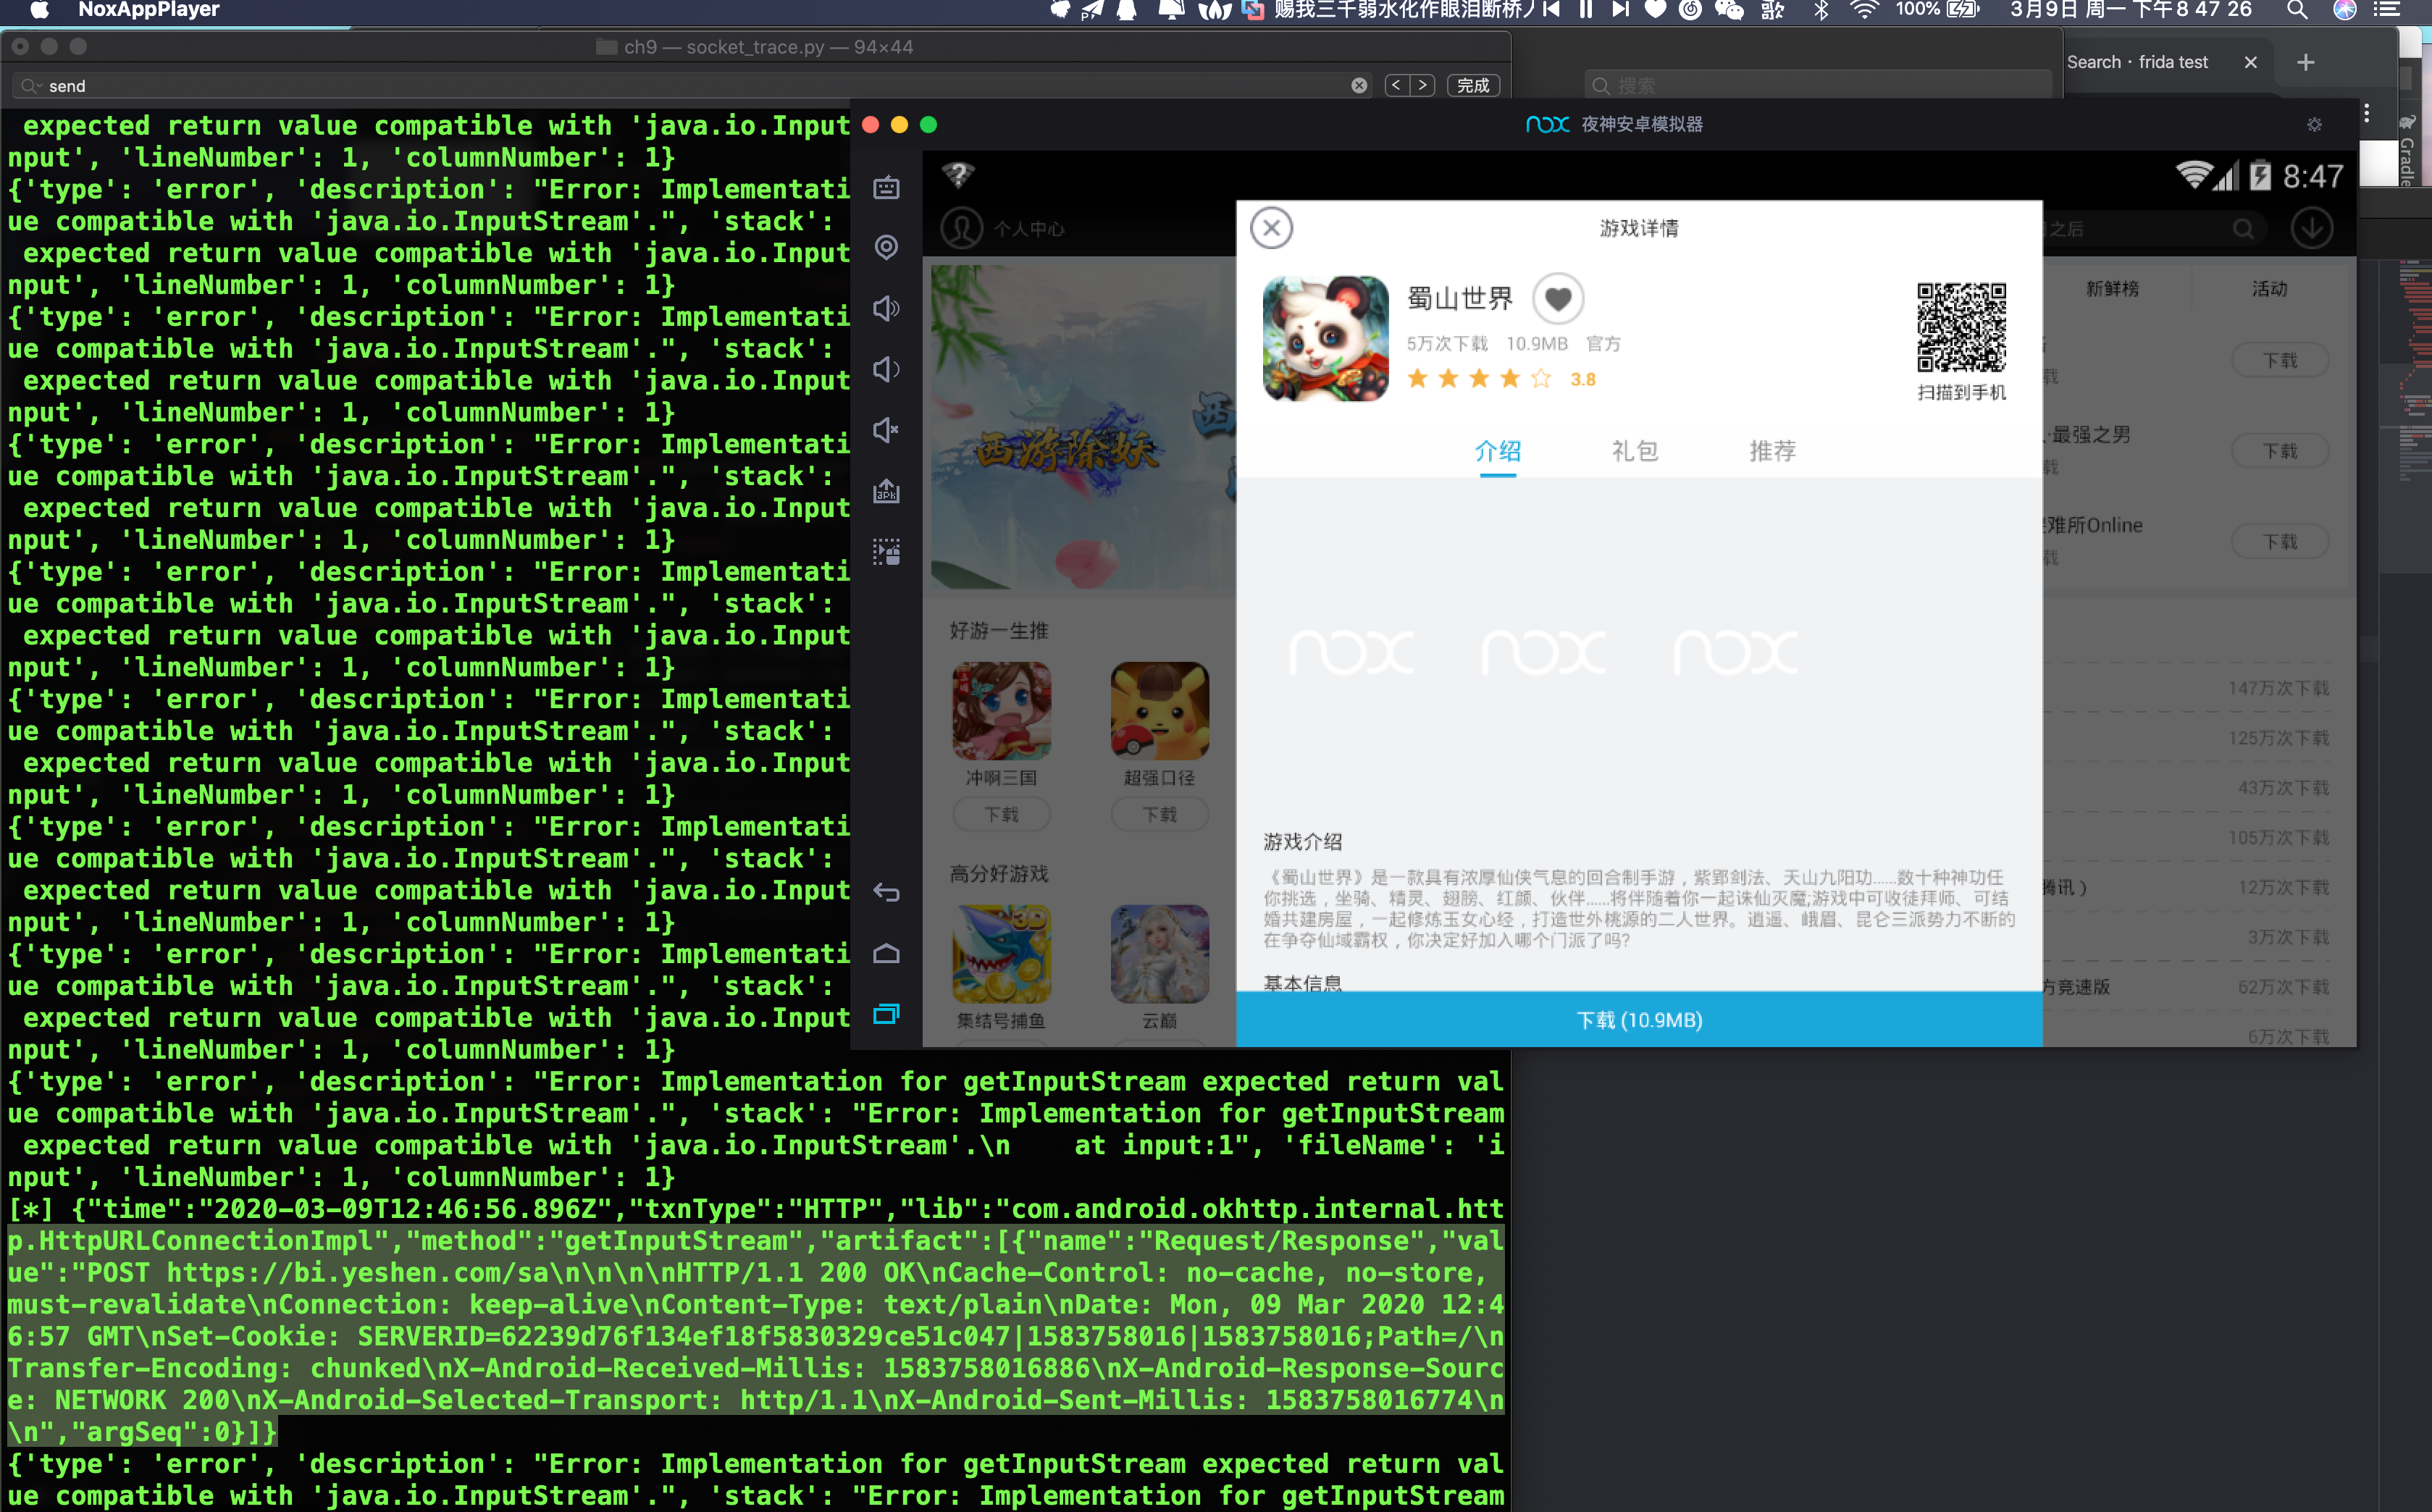 NoxAppPlayer
赐我三千弱水化作眼泪断桥
100%
3月9日 周一 下午8 47 26
ch9 — socket_trace.py — 94×44
send
完成
搜索
Search · frida test
Gradle
expected return value compatible with 'java.io.Input
nput', 'lineNumber': 1, 'columnNumber': 1}
{'type': 'error', 'description': "Error: Implementati
ue compatible with 'java.io.InputStream'.", 'stack':
expected return value compatible with 'java.io.Input
nput', 'lineNumber': 1, 'columnNumber': 1}
{'type': 'error', 'description': "Error: Implementati
ue compatible with 'java.io.InputStream'.", 'stack':
expected return value compatible with 'java.io.Input
nput', 'lineNumber': 1, 'columnNumber': 1}
{'type': 'error', 'description': "Error: Implementati
ue compatible with 'java.io.InputStream'.", 'stack':
expected return value compatible with 'java.io.Input
nput', 'lineNumber': 1, 'columnNumber': 1}
{'type': 'error', 'description': "Error: Implementati
ue compatible with 'java.io.InputStream'.", 'stack':
expected return value compatible with 'java.io.Input
nput', 'lineNumber': 1, 'columnNumber': 1}
{'type': 'error', 'description': "Error: Implementati
ue compatible with 'java.io.InputStream'.", 'stack':
expected return value compatible with 'java.io.Input
nput', 'lineNumber': 1, 'columnNumber': 1}
{'type': 'error', 'description': "Error: Implementati
ue compatible with 'java.io.InputStream'.", 'stack':
expected return value compatible with 'java.io.Input
nput', 'lineNumber': 1, 'columnNumber': 1}
{'type': 'error', 'description': "Error: Implementati
ue compatible with 'java.io.InputStream'.", 'stack':
expected return value compatible with 'java.io.Input
nput', 'lineNumber': 1, 'columnNumber': 1}
{'type': 'error', 'description': "Error: Implementation for getInputStream expected return val
ue compatible with 'java.io.InputStream'.", 'stack': "Error: Implementation for getInputStream
expected return value compatible with 'java.io.InputStream'.\n    at input:1", 'fileName': 'i
nput', 'lineNumber': 1, 'columnNumber': 1}
[*] {"time":"2020-03-09T12:46:56.896Z","txnType":"HTTP","lib":"com.android.okhttp.internal.htt
p.HttpURLConnectionImpl","method":"getInputStream","artifact":[{"name":"Request/Response","val
ue":"POST https://bi.yeshen.com/sa\n\n\n\nHTTP/1.1 200 OK\nCache-Control: no-cache, no-store,
must-revalidate\nConnection: keep-alive\nContent-Type: text/plain\nDate: Mon, 09 Mar 2020 12:4
6:57 GMT\nSet-Cookie: SERVERID=62239d76f134ef18f5830329ce51c047|1583758016|1583758016;Path=/\n
Transfer-Encoding: chunked\nX-Android-Received-Millis: 1583758016886\nX-Android-Response-Sourc
e: NETWORK 200\nX-Android-Selected-Transport: http/1.1\nX-Android-Sent-Millis: 1583758016774\n
\n","argSeq":0}]}
{'type': 'error', 'description': "Error: Implementation for getInputStream expected return val
ue compatible with 'java.io.InputStream'.", 'stack': "Error: Implementation for getInputStream
nox 夜神安卓模拟器
8:47
个人中心
之后
西游除妖
好游一生推
冲啊三国
超强口径
下载
下载
高分好游戏
3D
集结号捕鱼
云巅
游戏详情
蜀山世界
5万次下载 10.9MB 官方
3.8
扫描到手机
介绍 礼包 推荐
nox nox nox
游戏介绍
《蜀山世界》是一款具有浓厚仙侠气息的回合制手游，紫郢剑法、天山九阳功......数十种神功任
你挑选，坐骑、精灵、翅膀、红颜、伙伴......将伴随着你一起诛仙灭魔;游戏中可收徒拜师、可结
婚共建房屋，一起修炼玉女心经，打造世外桃源的二人世界。逍遥、峨眉、昆仑三派势力不断的
在争夺仙域霸权，你决定好加入哪个门派了吗?
基本信息
下载 (10.9MB)
新鲜榜
活动
载
下载
·最强之男
载
下载
难所Online
载
下载
147万次下载
125万次下载
43万次下载
105万次下载
腾讯）
12万次下载
3万次下载
方竞速版
62万次下载
6万次下载